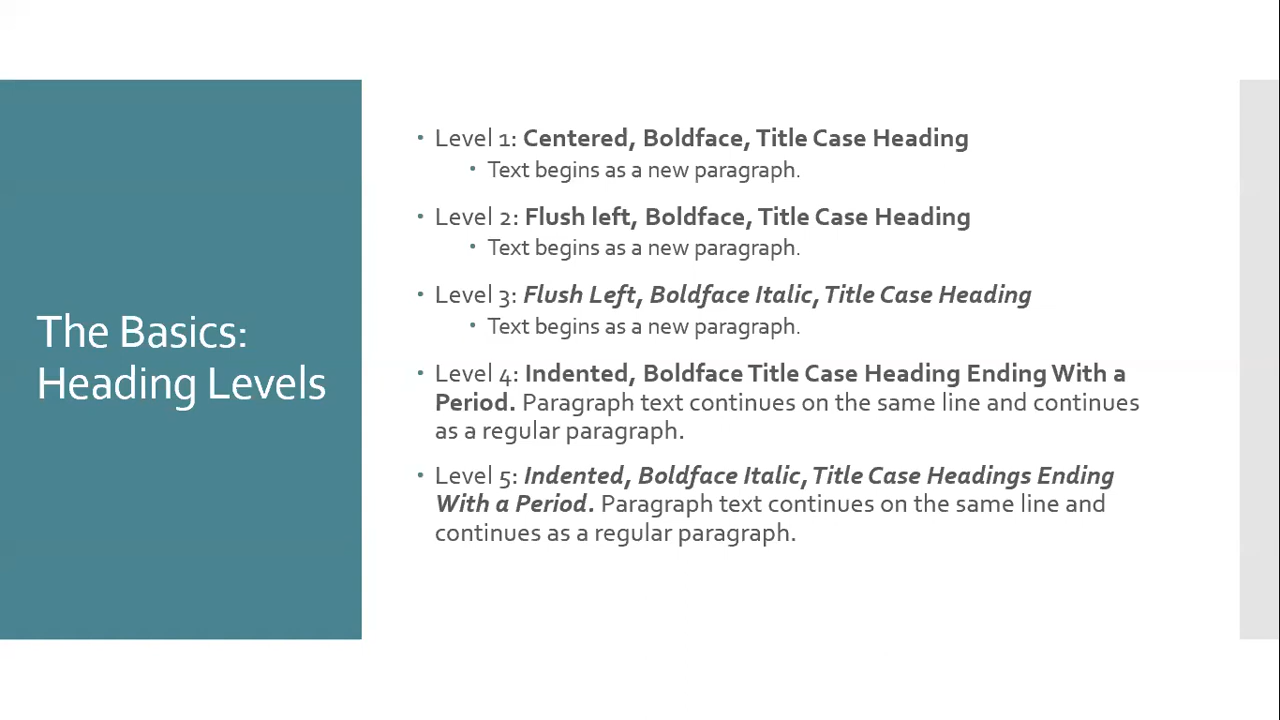 The Basics:
Heading Levels
• Level 1: Centered, Boldface, Title Case Heading
• Text begins as a new paragraph.
• Level 2: Flush left, Boldface, Title Case Heading
• Text begins as a new paragraph.
• Level 3: Flush Left, Boldface Italic, Title Case Heading
• Text begins as a new paragraph.
• Level 4: Indented, Boldface Title Case Heading Ending With a
Period. Paragraph text continues on the same line and continues
as a regular paragraph.
• Level 5: Indented, Boldface Italic, Title Case Headings Ending
With a Period. Paragraph text continues on the same line and
continues as a regular paragraph.